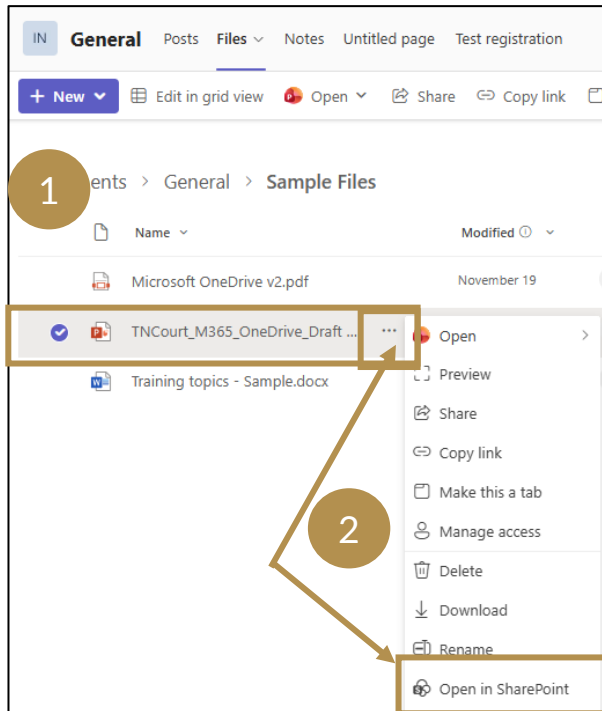 IN General Posts Files Notes Untitled page Test registration
+ New Edit in grid view Open Share Copy link
1
ents > General > Sample Files
Name Modified
Microsoft OneDrive v2.pdf November 19
TNCourt_M365_OneDrive_Draft ... ...
Training topics - Sample.docx
Open
Preview
Share
Copy link
Make this a tab
2
Manage access
Delete
Download
Rename
Open in SharePoint